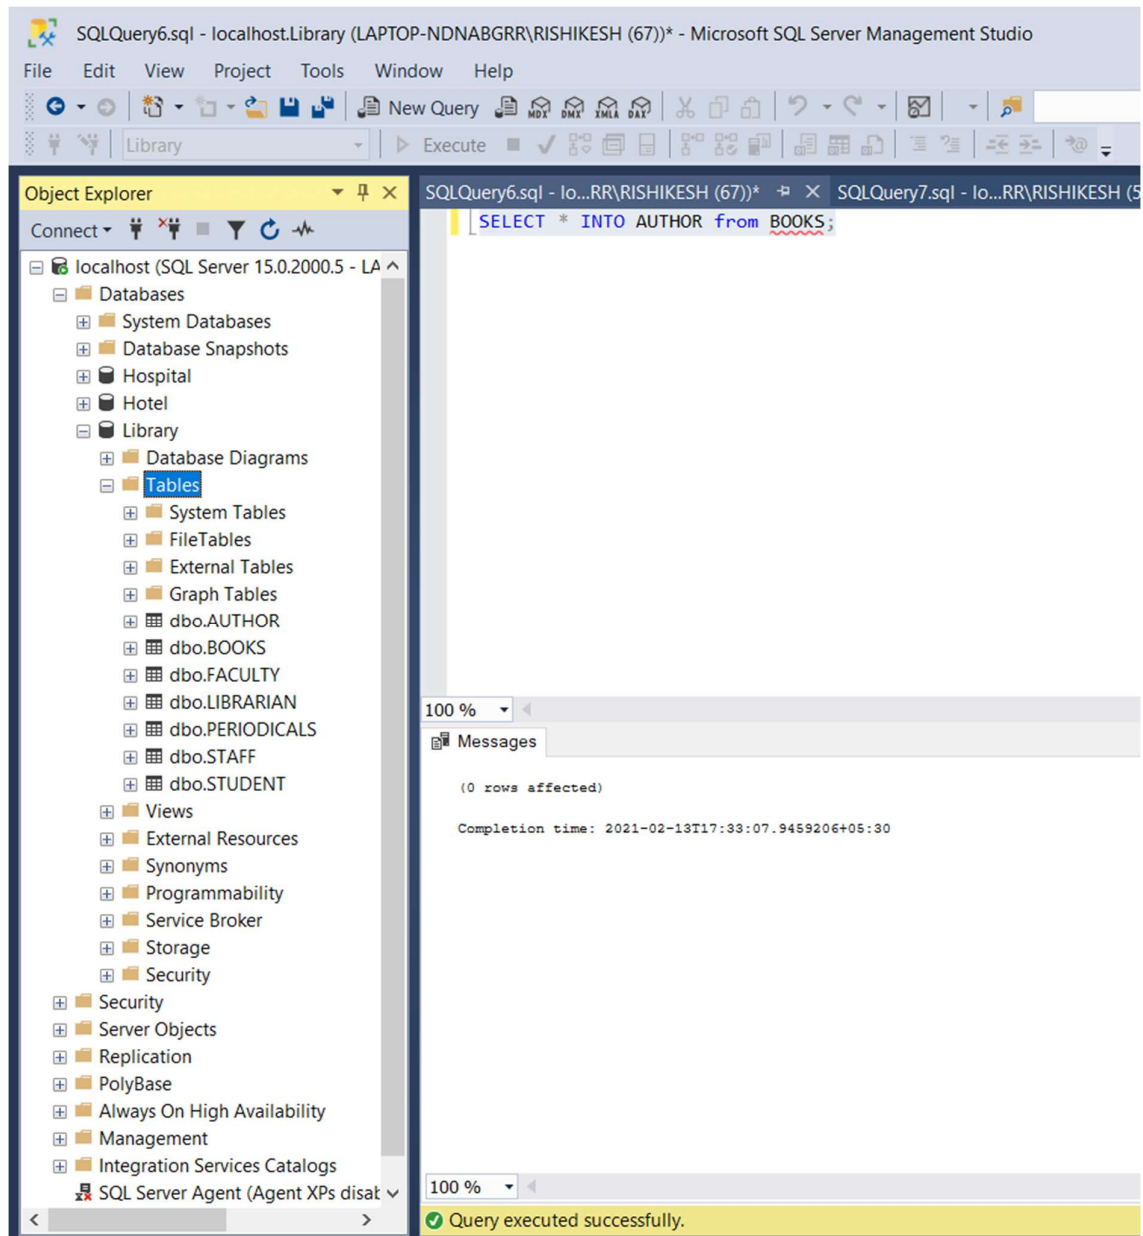 SQLQuery6.sql - localhost.Library (LAPTOP-NDNABGRR\RISHIKESH (67))* - Microsoft SQL Server Management Studio
File Edit View Project Tools Window Help
New Query MDX DMX XMLA DAX
Library Execute
Object Explorer
Connect
localhost (SQL Server 15.0.2000.5 - LA
Databases
System Databases
Database Snapshots
Hospital
Hotel
Library
Database Diagrams
Tables
System Tables
FileTables
External Tables
Graph Tables
dbo.AUTHOR
dbo.BOOKS
dbo.FACULTY
dbo.LIBRARIAN
dbo.PERIODICALS
dbo.STAFF
dbo.STUDENT
Views
External Resources
Synonyms
Programmability
Service Broker
Storage
Security
Security
Server Objects
Replication
PolyBase
Always On High Availability
Management
Integration Services Catalogs
SQL Server Agent (Agent XPs disab
SQLQuery6.sql - lo...RR\RISHIKESH (67))* SQLQuery7.sql - lo...RR\RISHIKESH (5
SELECT * INTO AUTHOR from BOOKS;
100 %
Messages
(0 rows affected)
Completion time: 2021-02-13T17:33:07.9459206+05:30
100 %
Query executed successfully.